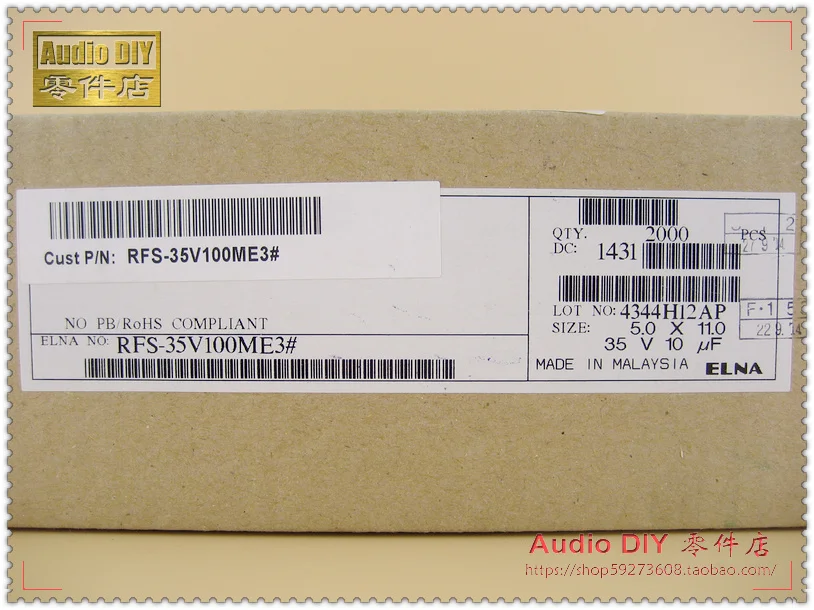 Audio DIY
零件店
Cust P/N: RFS-35V100ME3#
NO PB/RoHS COMPLIANT
ELNA NO: RFS-35V100ME3#
QTY. 2000 PCS
DC: 1431
27 9.'14
LOT NO: 4344H12AP
F·1 5
SIZE: 5.0 X 11.0
22 9.'14
35 V 10 µF
MADE IN MALAYSIA ELNA
Audio DIY 零件店
https://shop59273608.taobao.com/